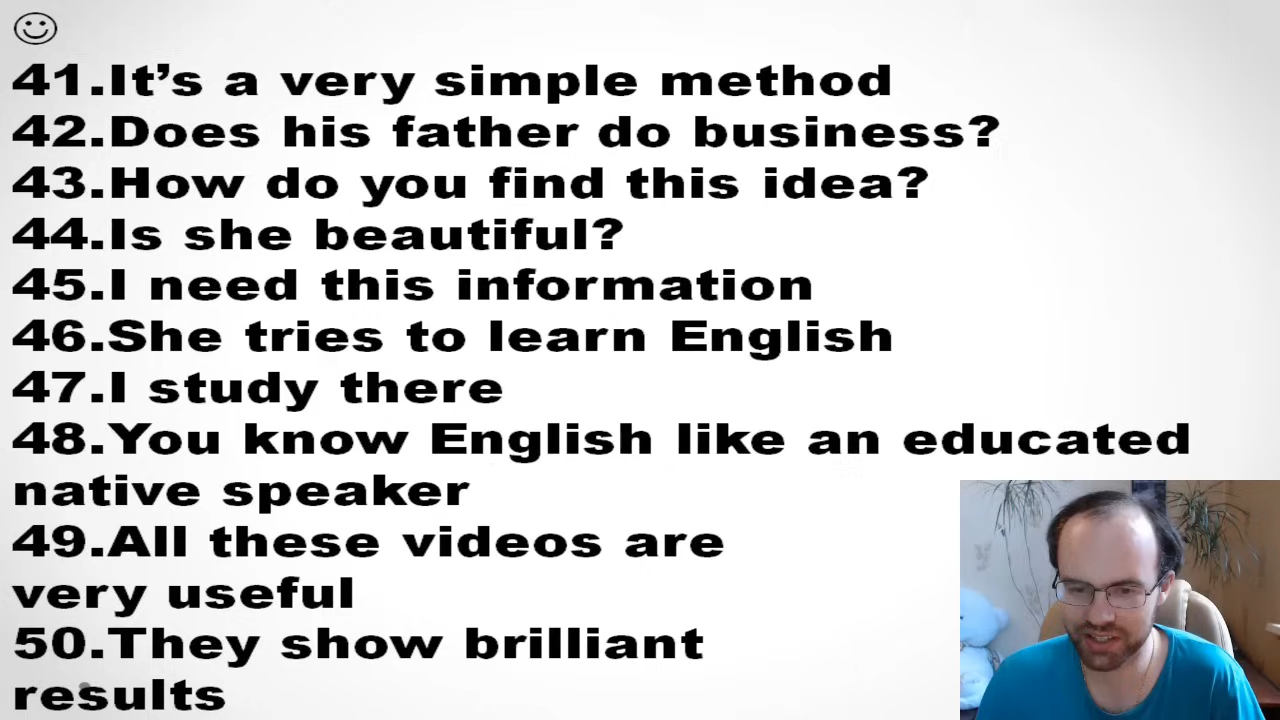 41.It’s a very simple method
42.Does his father do business?
43.How do you find this idea?
44.Is she beautiful?
45.I need this information
46.She tries to learn English
47.I study there
48.You know English like an educated
native speaker
49.All these videos are
very useful
50.They show brilliant
results